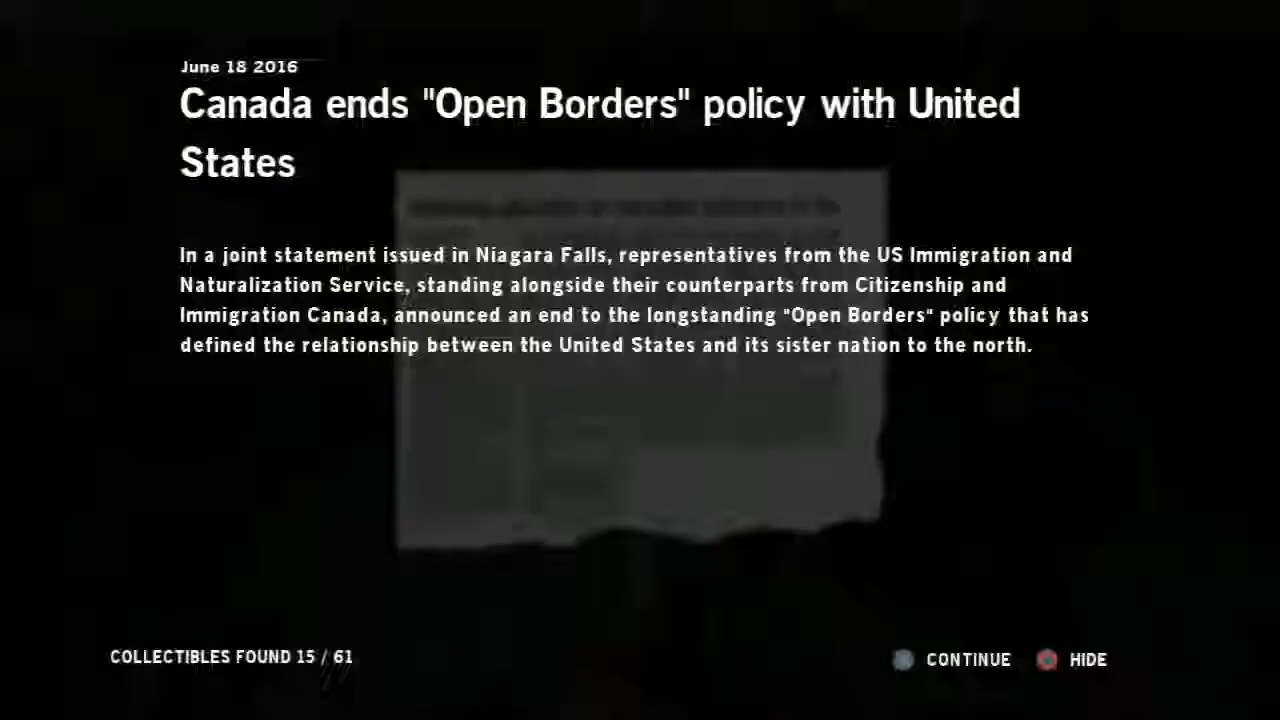 June 18 2016
Canada ends "Open Borders" policy with United
States
In a joint statement issued in Niagara Falls, representatives from the US Immigration and
Naturalization Service, standing alongside their counterparts from Citizenship and
Immigration Canada, announced an end to the longstanding "Open Borders" policy that has
defined the relationship between the United States and its sister nation to the north.
COLLECTIBLES FOUND 15 / 61
CONTINUE HIDE